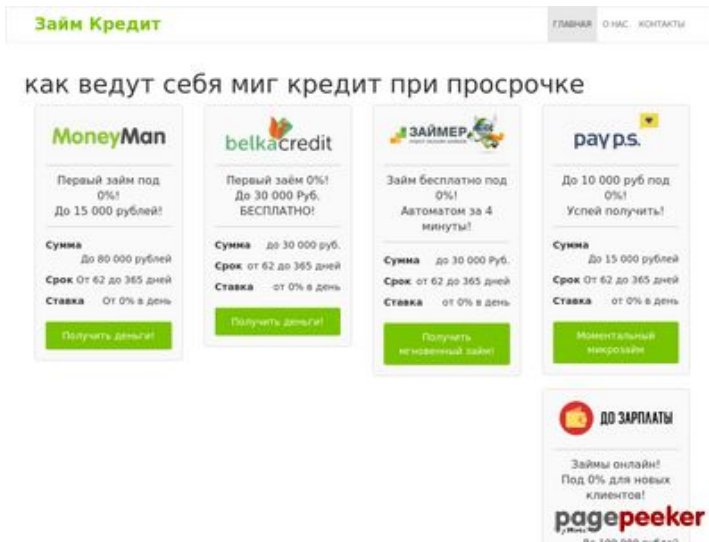 Займ Кредит
ГЛАВНАЯ О НАС КОНТАКТЫ
как ведут себя миг кредит при просрочке
MoneyMan
Первый займ под
0%!
До 15 000 рублей!
Сумма
До 80 000 рублей
Срок От 62 до 365 дней
Ставка От 0% в день
Получить деньги!
belkacredit
Первый заём 0%!
До 30 000 Руб.
БЕСПЛАТНО!
Сумма до 30 000 руб.
Срок от 62 до 365 дней
Ставка от 0% в день
Получить деньги!
ЗАЙМЕР
Займ бесплатно под
0%!
Автоматом за 4
минуты!
Сумма до 30 000 Руб.
Срок от 62 до 365 дней
Ставка от 0% в день
Получить
мгновенный займ!
pay p.s.
До 10 000 руб под
0%!
Успей получить!
Сумма
До 15 000 рублей
Срок От 62 до 365 дней
Ставка От 0% в день
Моментальный
микрозайм
ДО ЗАРПЛАТЫ
Займы онлайн!
Под 0% для новых
клиентов!
pagepeeker
До 100 000 рублей